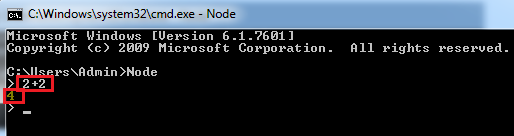 C:\Windows\system32\cmd.exe - Node
Microsoft Windows [Version 6.1.7601]
Copyright (c) 2009 Microsoft Corporation.  All rights reserved.
C:\Users\Admin>Node
> 2+2
4
> _